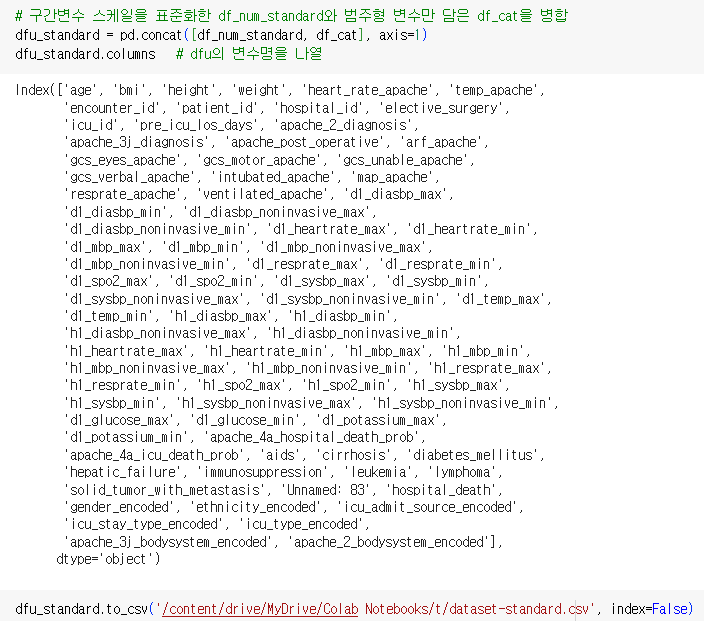 # 구간변수 스케일을 표준화한 df_num_standard와 범주형 변수만 담은 df_cat을 병합
dfu_standard = pd.concat([df_num_standard, df_cat], axis=1)
dfu_standard.columns  # dfu의 변수명을 나열
Index(['age', 'bmi', 'height', 'weight', 'heart_rate_apache', 'temp_apache',
'encounter_id', 'patient_id', 'hospital_id', 'elective_surgery',
'icu_id', 'pre_icu_los_days', 'apache_2_diagnosis',
'apache_3j_diagnosis', 'apache_post_operative', 'arf_apache',
'gcs_eyes_apache', 'gcs_motor_apache', 'gcs_unable_apache',
'gcs_verbal_apache', 'intubated_apache', 'map_apache',
'resprate_apache', 'ventilated_apache', 'd1_diasbp_max',
'd1_diasbp_min', 'd1_diasbp_noninvasive_max',
'd1_diasbp_noninvasive_min', 'd1_heartrate_max', 'd1_heartrate_min',
'd1_mbp_max', 'd1_mbp_min', 'd1_mbp_noninvasive_max',
'd1_mbp_noninvasive_min', 'd1_resprate_max', 'd1_resprate_min',
'd1_spo2_max', 'd1_spo2_min', 'd1_sysbp_max', 'd1_sysbp_min',
'd1_sysbp_noninvasive_max', 'd1_sysbp_noninvasive_min', 'd1_temp_max',
'd1_temp_min', 'h1_diasbp_max', 'h1_diasbp_min',
'h1_diasbp_noninvasive_max', 'h1_diasbp_noninvasive_min',
'h1_heartrate_max', 'h1_heartrate_min', 'h1_mbp_max', 'h1_mbp_min',
'h1_mbp_noninvasive_max', 'h1_mbp_noninvasive_min', 'h1_resprate_max',
'h1_resprate_min', 'h1_spo2_max', 'h1_spo2_min', 'h1_sysbp_max',
'h1_sysbp_min', 'h1_sysbp_noninvasive_max', 'h1_sysbp_noninvasive_min',
'd1_glucose_max', 'd1_glucose_min', 'd1_potassium_max',
'd1_potassium_min', 'apache_4a_hospital_death_prob',
'apache_4a_icu_death_prob', 'aids', 'cirrhosis', 'diabetes_mellitus',
'hepatic_failure', 'immunosuppression', 'leukemia', 'lymphoma',
'solid_tumor_with_metastasis', 'Unnamed: 83', 'hospital_death',
'gender_encoded', 'ethnicity_encoded', 'icu_admit_source_encoded',
'icu_stay_type_encoded', 'icu_type_encoded',
'apache_3j_bodysystem_encoded', 'apache_2_bodysystem_encoded'],
dtype='object')
dfu_standard.to_csv('/content/drive/MyDrive/Colab Notebooks/t/dataset-standard.csv', index=False)